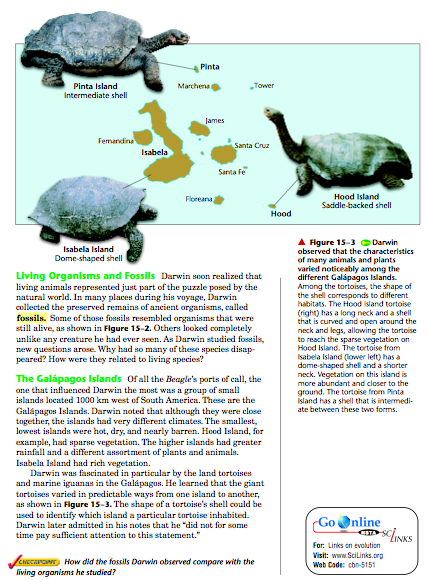 Pinta Island
Intermediate shell
Pinta
Marchena
Tower
James
Fernandina
Isabela
Santa Cruz
Santa Fe
Floreana
Hood
Hood Island
Saddle-backed shell
Isabela Island
Dome-shaped shell
Living Organisms and Fossils Darwin soon realized that
living animals represented just part of the puzzle posed by the
natural world. In many places during his voyage, Darwin
collected the preserved remains of ancient organisms, called
fossils. Some of those fossils resembled organisms that were
still alive, as shown in Figure 15–2. Others looked completely
unlike any creature he had ever seen. As Darwin studied fossils,
new questions arose. Why had so many of these species disap-
peared? How were they related to living species?
The Galápagos Islands Of all the Beagle's ports of call, the
one that influenced Darwin the most was a group of small
islands located 1000 km west of South America. These are the
Galápagos Islands. Darwin noted that although they were close
together, the islands had very different climates. The smallest,
lowest islands were hot, dry, and nearly barren. Hood Island, for
example, had sparse vegetation. The higher islands had greater
rainfall and a different assortment of plants and animals.
Isabela Island had rich vegetation.
Darwin was fascinated in particular by the land tortoises
and marine iguanas in the Galápagos. He learned that the giant
tortoises varied in predictable ways from one island to another,
as shown in Figure 15–3. The shape of a tortoise's shell could be
used to identify which island a particular tortoise inhabited.
Darwin later admitted in his notes that he "did not for some
time pay sufficient attention to this statement."
CHECKPOINT How did the fossils Darwin observed compare with the
living organisms he studied?
▲ Figure 15–3 Darwin
observed that the characteristics
of many animals and plants
varied noticeably among the
different Galápagos Islands.
Among the tortoises, the shape of
the shell corresponds to different
habitats. The Hood Island tortoise
(right) has a long neck and a shell
that is curved and open around the
neck and legs, allowing the tortoise
to reach the sparse vegetation on
Hood Island. The tortoise from
Isabela Island (lower left) has a
dome-shaped shell and a shorter
neck. Vegetation on this island is
more abundant and closer to the
ground. The tortoise from Pinta
Island has a shell that is intermedi-
ate between these two forms.
Go Online
NSTA SCI LINKS
For: Links on evolution
Visit: www.SciLinks.org
Web Code: cbn-5151